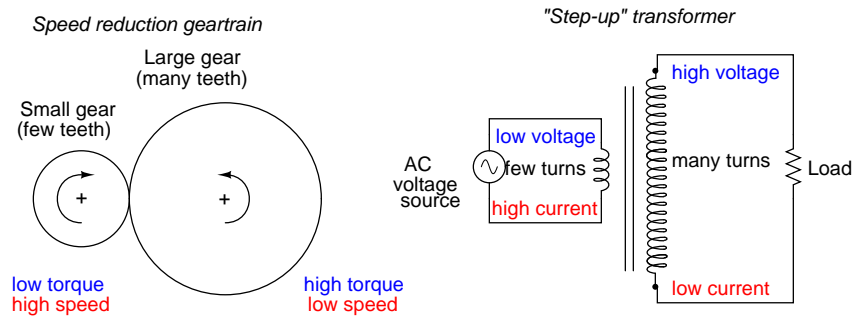 Speed reduction geartrain
Large gear
(many teeth)
Small gear
(few teeth)
+
+
low torque
high speed
high torque
low speed
"Step-up" transformer
high voltage
low voltage
AC
voltage
source
few turns
many turns
Load
high current
low current